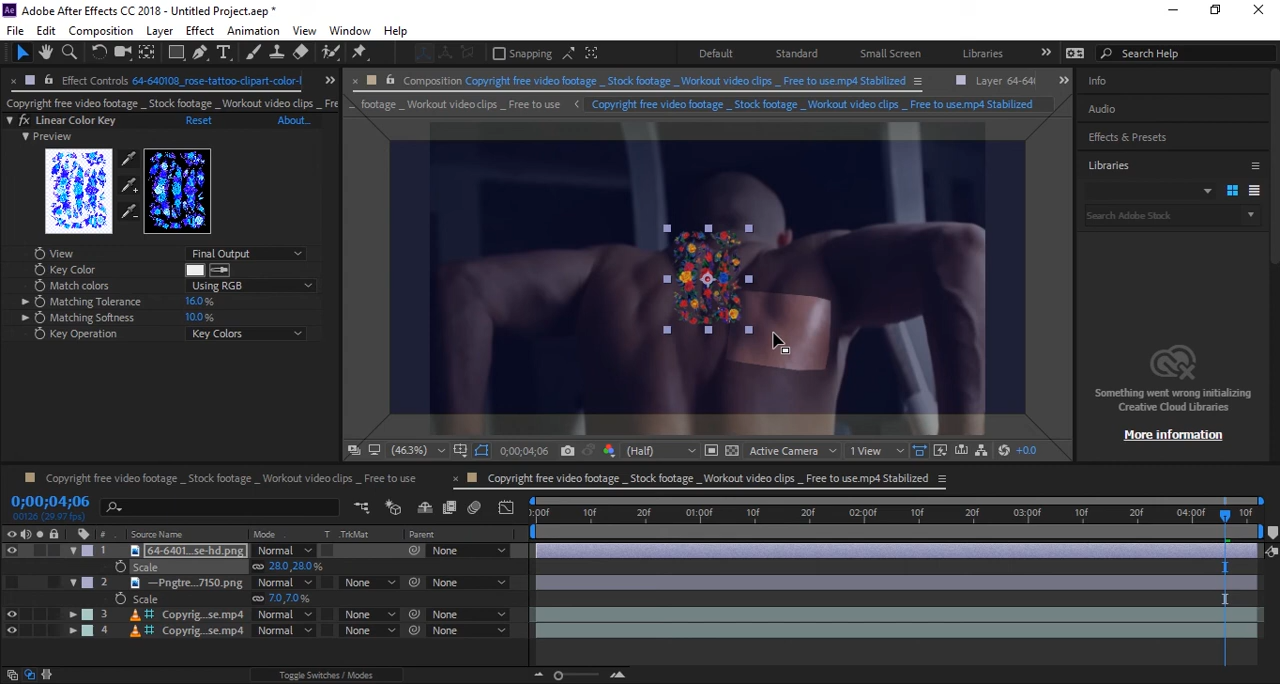 Adobe After Effects CC 2018 - Untitled Project.aep *
File Edit Composition Layer Effect Animation View Window Help
Snapping Default Standard Small Screen Libraries Search Help
Effect Controls 64-640108_rose-tattoo-clipart-color-l
Copyright free video footage _ Stock footage _ Workout video clips _ Fre
fx Linear Color Key Reset About...
Preview
View Final Output
Key Color
Match colors Using RGB
Matching Tolerance 16.0 %
Matching Softness 10.0 %
Key Operation Key Colors
Composition Copyright free video footage _ Stock footage _ Workout video clips _ Free to use.mp4 Stabilized Layer 64-64
footage _ Workout video clips _ Free to use Copyright free video footage _ Stock footage _ Workout video clips _ Free to use.mp4 Stabilized
(46.3%) 0;00;04;06 (Half) Active Camera 1 View +0.0
Info
Audio
Effects & Presets
Libraries
Search Adobe Stock
Something went wrong initializing
Creative Cloud Libraries
More information
Copyright free video footage _ Stock footage _ Workout video clips _ Free to use Copyright free video footage _ Stock footage _ Workout video clips _ Free to use.mp4 Stabilized
0;00;04;06
00126 (29.97 fps)
:00f 10f 20f 01:00f 10f 20f 02:00f 10f 20f 03:00f 10f 20f 04:00f 10f
# Source Name Mode T .TrkMat Parent
1 [64-6401...se-hd.png] Normal None
Scale 28.0,28.0%
2 —Pngtre...7150.png Normal None None
Scale 7.0,7.0%
3 Copyrig...se.mp4 Normal None None
4 Copyrig...se.mp4 Normal None None
Toggle Switches / Modes